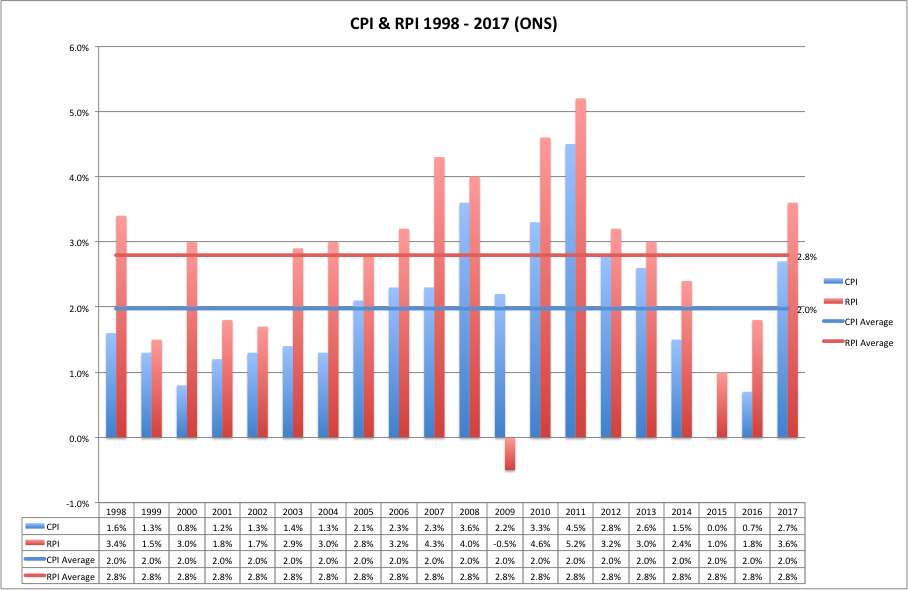 CPI & RPI 1998 - 2017 (ONS)
6.0%
5.0%
4.0%
3.0%
2.0%
1.0%
0.0%
-1.0%
2.8%
2.0%
CPI
RPI
CPI Average
RPI Average
1998 1999 2000 2001 2002 2003 2004 2005 2006 2007 2008 2009 2010 2011 2012 2013 2014 2015 2016 2017
CPI 1.6% 1.3% 0.8% 1.2% 1.3% 1.4% 1.3% 2.1% 2.3% 2.3% 3.6% 2.2% 3.3% 4.5% 2.8% 2.6% 1.5% 0.0% 0.7% 2.7%
RPI 3.4% 1.5% 3.0% 1.8% 1.7% 2.9% 3.0% 2.8% 3.2% 4.3% 4.0% -0.5% 4.6% 5.2% 3.2% 3.0% 2.4% 1.0% 1.8% 3.6%
CPI Average 2.0% 2.0% 2.0% 2.0% 2.0% 2.0% 2.0% 2.0% 2.0% 2.0% 2.0% 2.0% 2.0% 2.0% 2.0% 2.0% 2.0% 2.0% 2.0% 2.0%
RPI Average 2.8% 2.8% 2.8% 2.8% 2.8% 2.8% 2.8% 2.8% 2.8% 2.8% 2.8% 2.8% 2.8% 2.8% 2.8% 2.8% 2.8% 2.8% 2.8% 2.8%